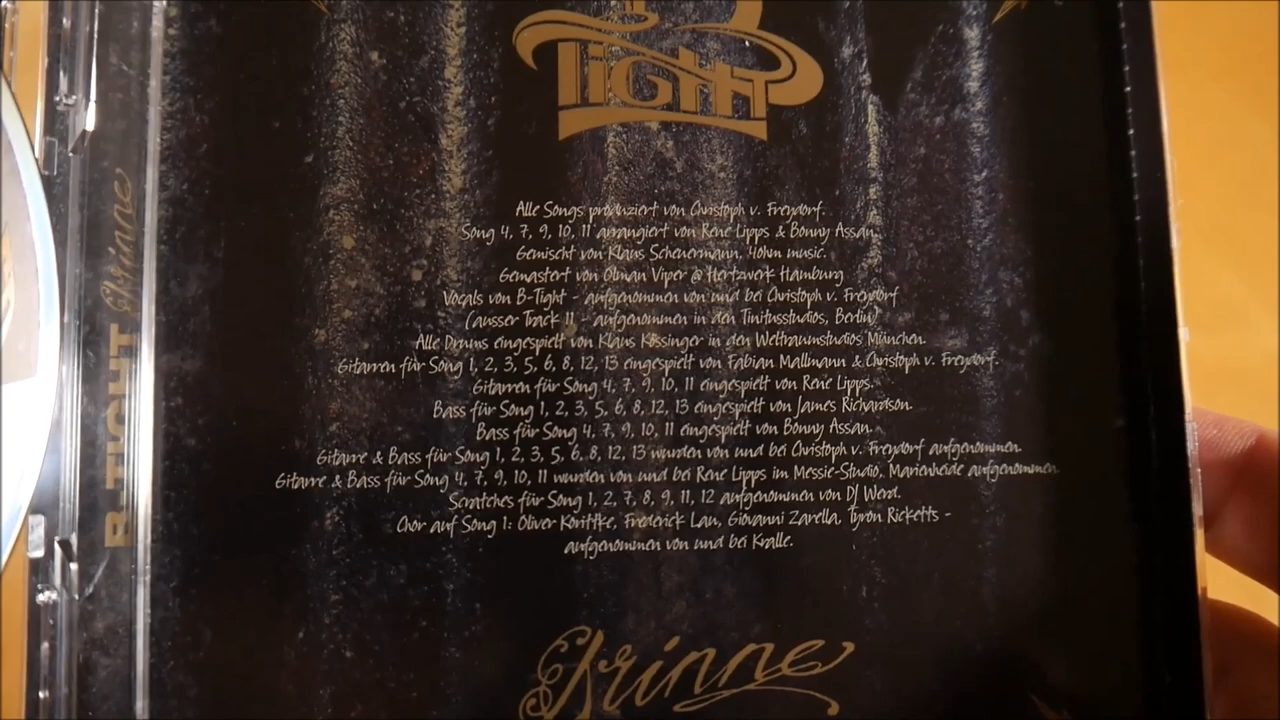 B
TIGHT
Alle Songs produziert von Christoph v. Freydorf.
Song 4, 7, 9, 10, 11 arrangiert von René Lipps & Bonny Assan.
Gemischt von Klaus Scheuermann, 4ohm music.
Gemastert von Olman Viper @ Hertzwerk Hamburg
Vocals von B-Tight - aufgenommen von und bei Christoph v. Freydorf
(ausser Track 11 - aufgenommen in den Tinitusstudios, Berlin)
Alle Drums eingespielt von Klaus Kössinger in den Weltraumstudios München.
Gitarren für Song 1, 2, 3, 5, 6, 8, 12, 13 eingespielt von Fabian Mallmann & Christoph v. Freydorf.
Gitarren für Song 4, 7, 9, 10, 11 eingespielt von René Lipps.
Bass für Song 1, 2, 3, 5, 6, 8, 12, 13 eingespielt von James Richardson.
Bass für Song 4, 7, 9, 10, 11 eingespielt von Bonny Assan.
Gitarre & Bass für Song 1, 2, 3, 5, 6, 8, 12, 13 wurden von und bei Christoph v. Freydorf aufgenommen.
Gitarre & Bass für Song 4, 7, 9, 10, 11 wurden von und bei René Lipps im Messie-Studio, Marienheide aufgenommen.
Scratches für Song 1, 2, 7, 8, 9, 11, 12 aufgenommen von DJ Werd.
Chor auf Song 1: Oliver Korittke, Frederick Lau, Giovanni Zarella, Tyron Ricketts -
aufgenommen von und bei Kralle.
Drinne
B-TIGHT Drinne